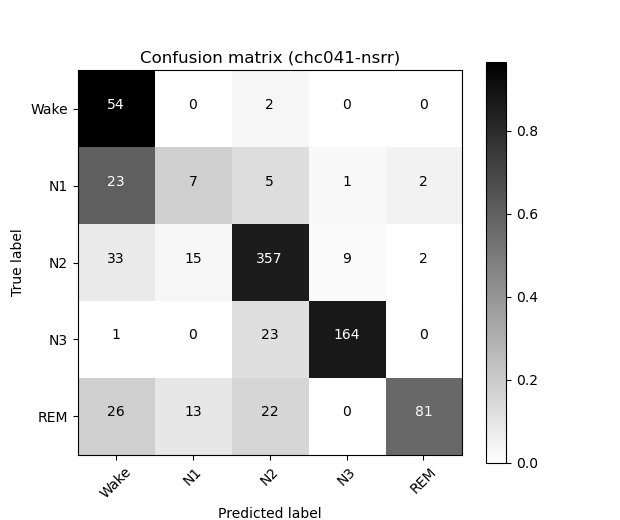 Confusion matrix (chc041-nsrr)
Wake 54 0 2 0 0
N1 23 7 5 1 2
N2 33 15 357 9 2
N3 1 0 23 164 0
REM 26 13 22 0 81
Wake N1 N2 N3 REM
Predicted label
True label
0.8
0.6
0.4
0.2
0.0